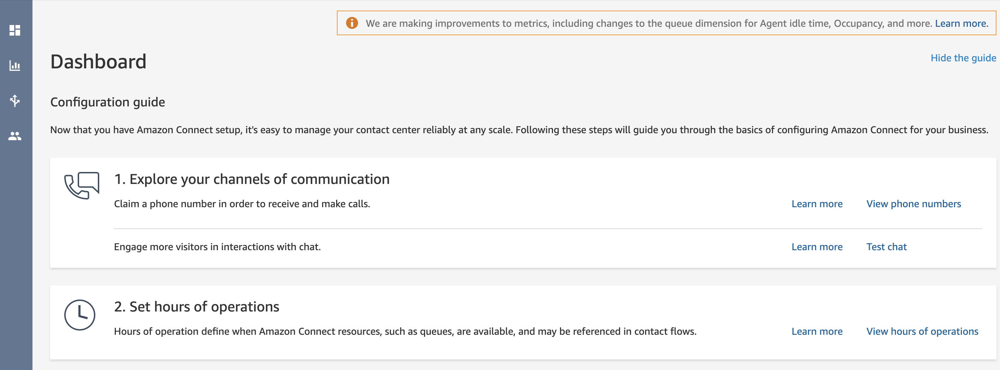 We are making improvements to metrics, including changes to the queue dimension for Agent idle time, Occupancy, and more. Learn more.
Dashboard
Hide the guide
Configuration guide
Now that you have Amazon Connect setup, it's easy to manage your contact center reliably at any scale. Following these steps will guide you through the basics of configuring Amazon Connect for your business.
1. Explore your channels of communication
Claim a phone number in order to receive and make calls. Learn more View phone numbers
Engage more visitors in interactions with chat. Learn more Test chat
2. Set hours of operations
Hours of operation define when Amazon Connect resources, such as queues, are available, and may be referenced in contact flows. Learn more View hours of operations